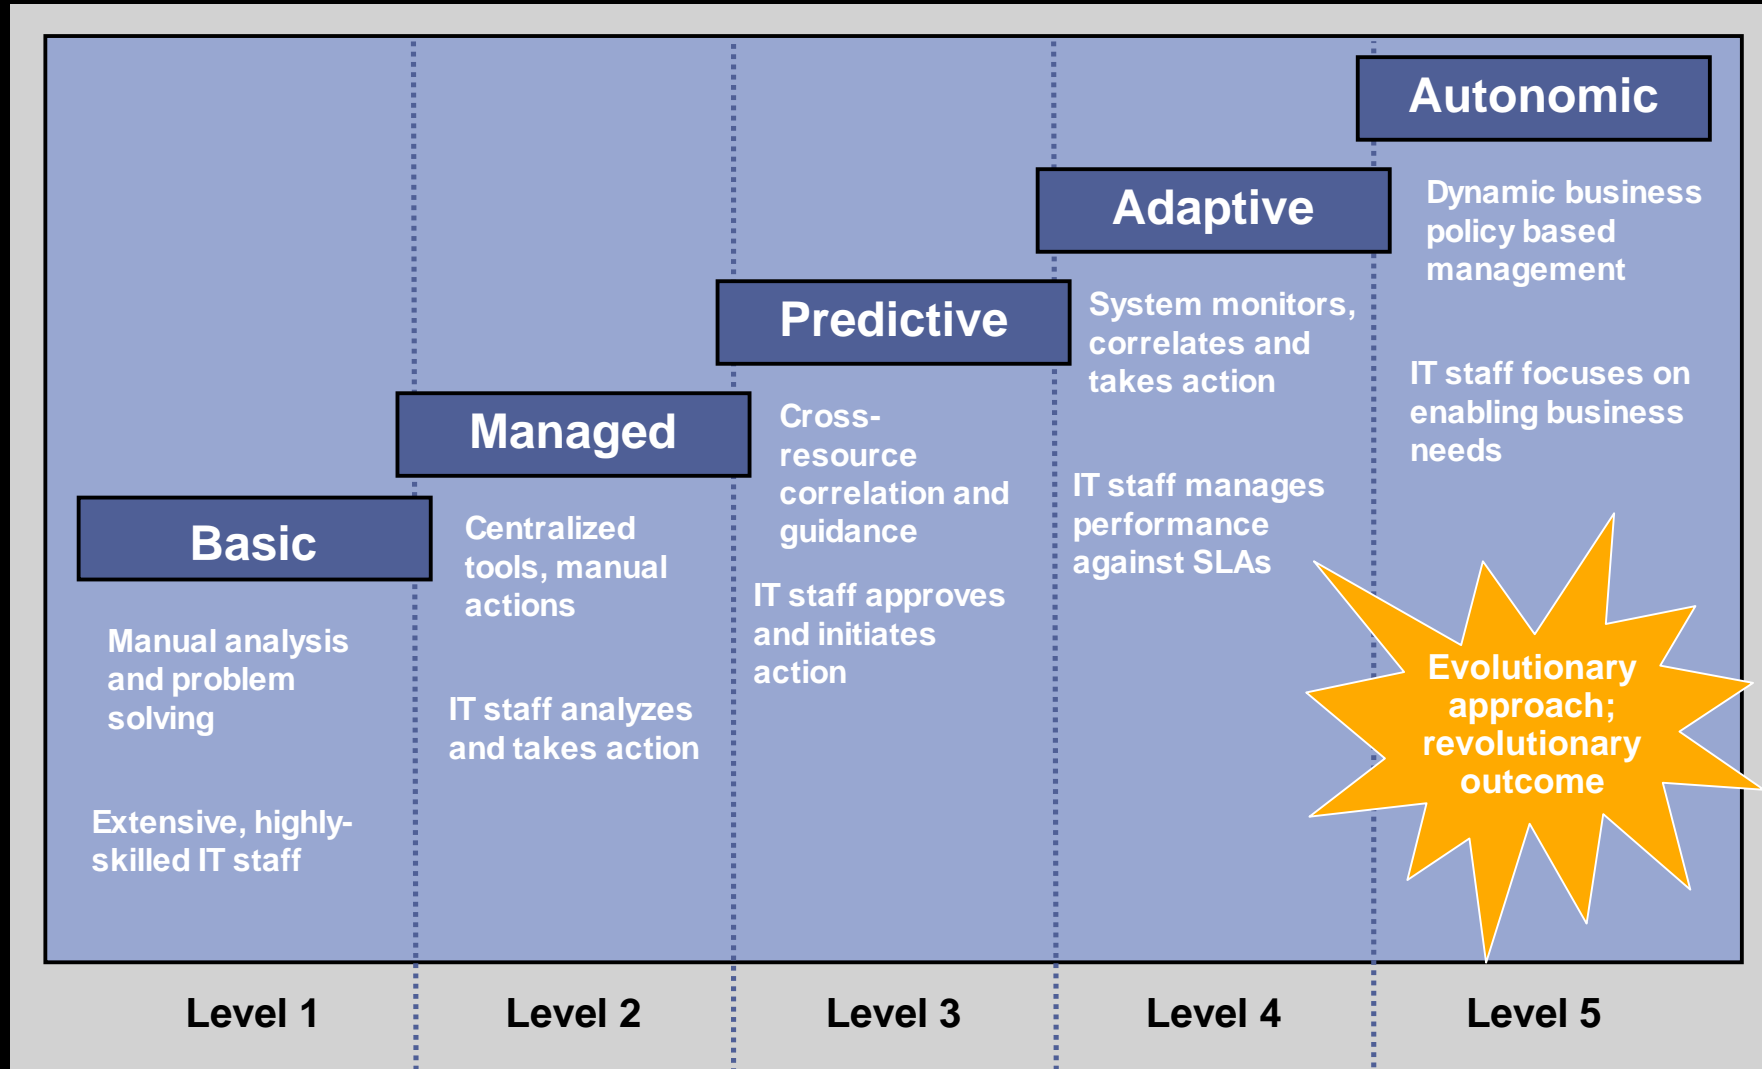 Basic
Manual analysis
and problem
solving
Extensive, highly-
skilled IT staff
Managed
Centralized
tools, manual
actions
IT staff analyzes
and takes action
Predictive
Cross-
resource
correlation and
guidance
IT staff approves
and initiates
action
Adaptive
System monitors,
correlates and
takes action
IT staff manages
performance
against SLAs
Autonomic
Dynamic business
policy based
management
IT staff focuses on
enabling business
needs
Evolutionary
approach;
revolutionary
outcome
Level 1
Level 2
Level 3
Level 4
Level 5